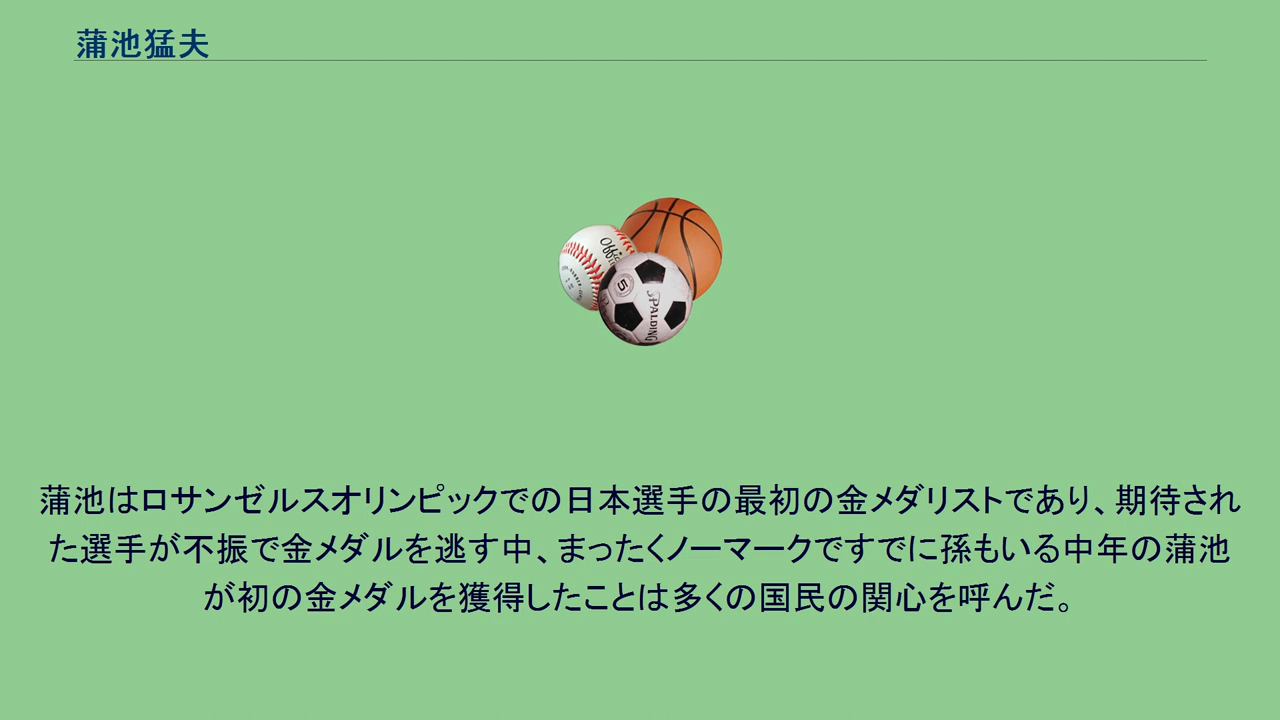 蒲池猛夫
Offici
5
SPALDING
蒲池はロサンゼルスオリンピックでの日本選手の最初の金メダリストであり、期待され
た選手が不振で金メダルを逃す中、まったくノーマークですでに孫もいる中年の蒲池
が初の金メダルを獲得したことは多くの国民の関心を呼んだ。